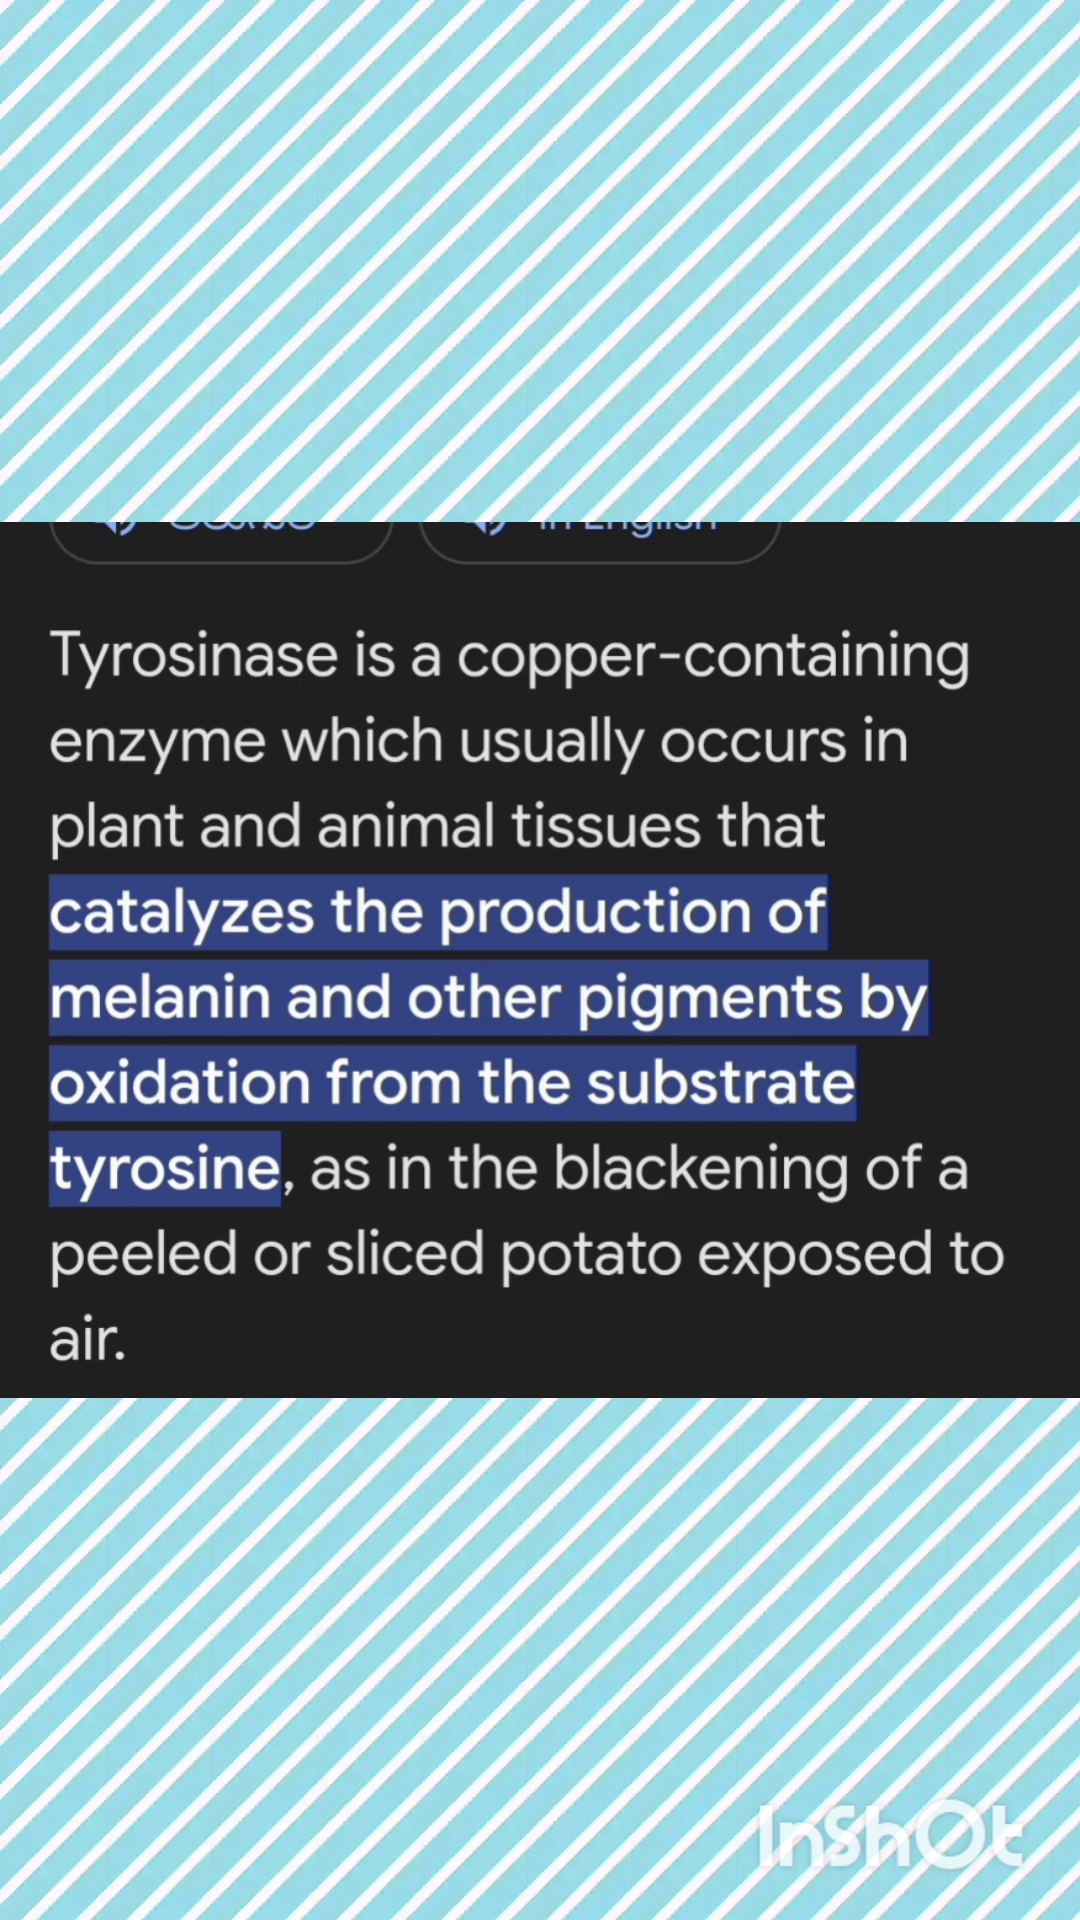 In English
Tyrosinase is a copper-containing
enzyme which usually occurs in
plant and animal tissues that
catalyzes the production of
melanin and other pigments by
oxidation from the substrate
tyrosine, as in the blackening of a
peeled or sliced potato exposed to
air.
InShOt